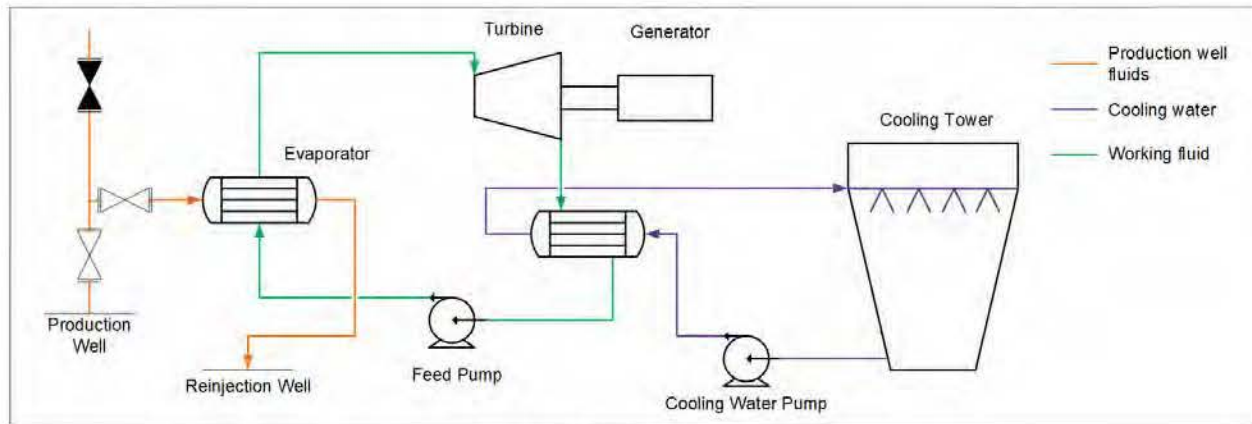 Turbine
Generator
Production well
fluids
Cooling water
Working fluid
Cooling Tower
Evaporator
Production
Well
Reinjection Well
Feed Pump
Cooling Water Pump